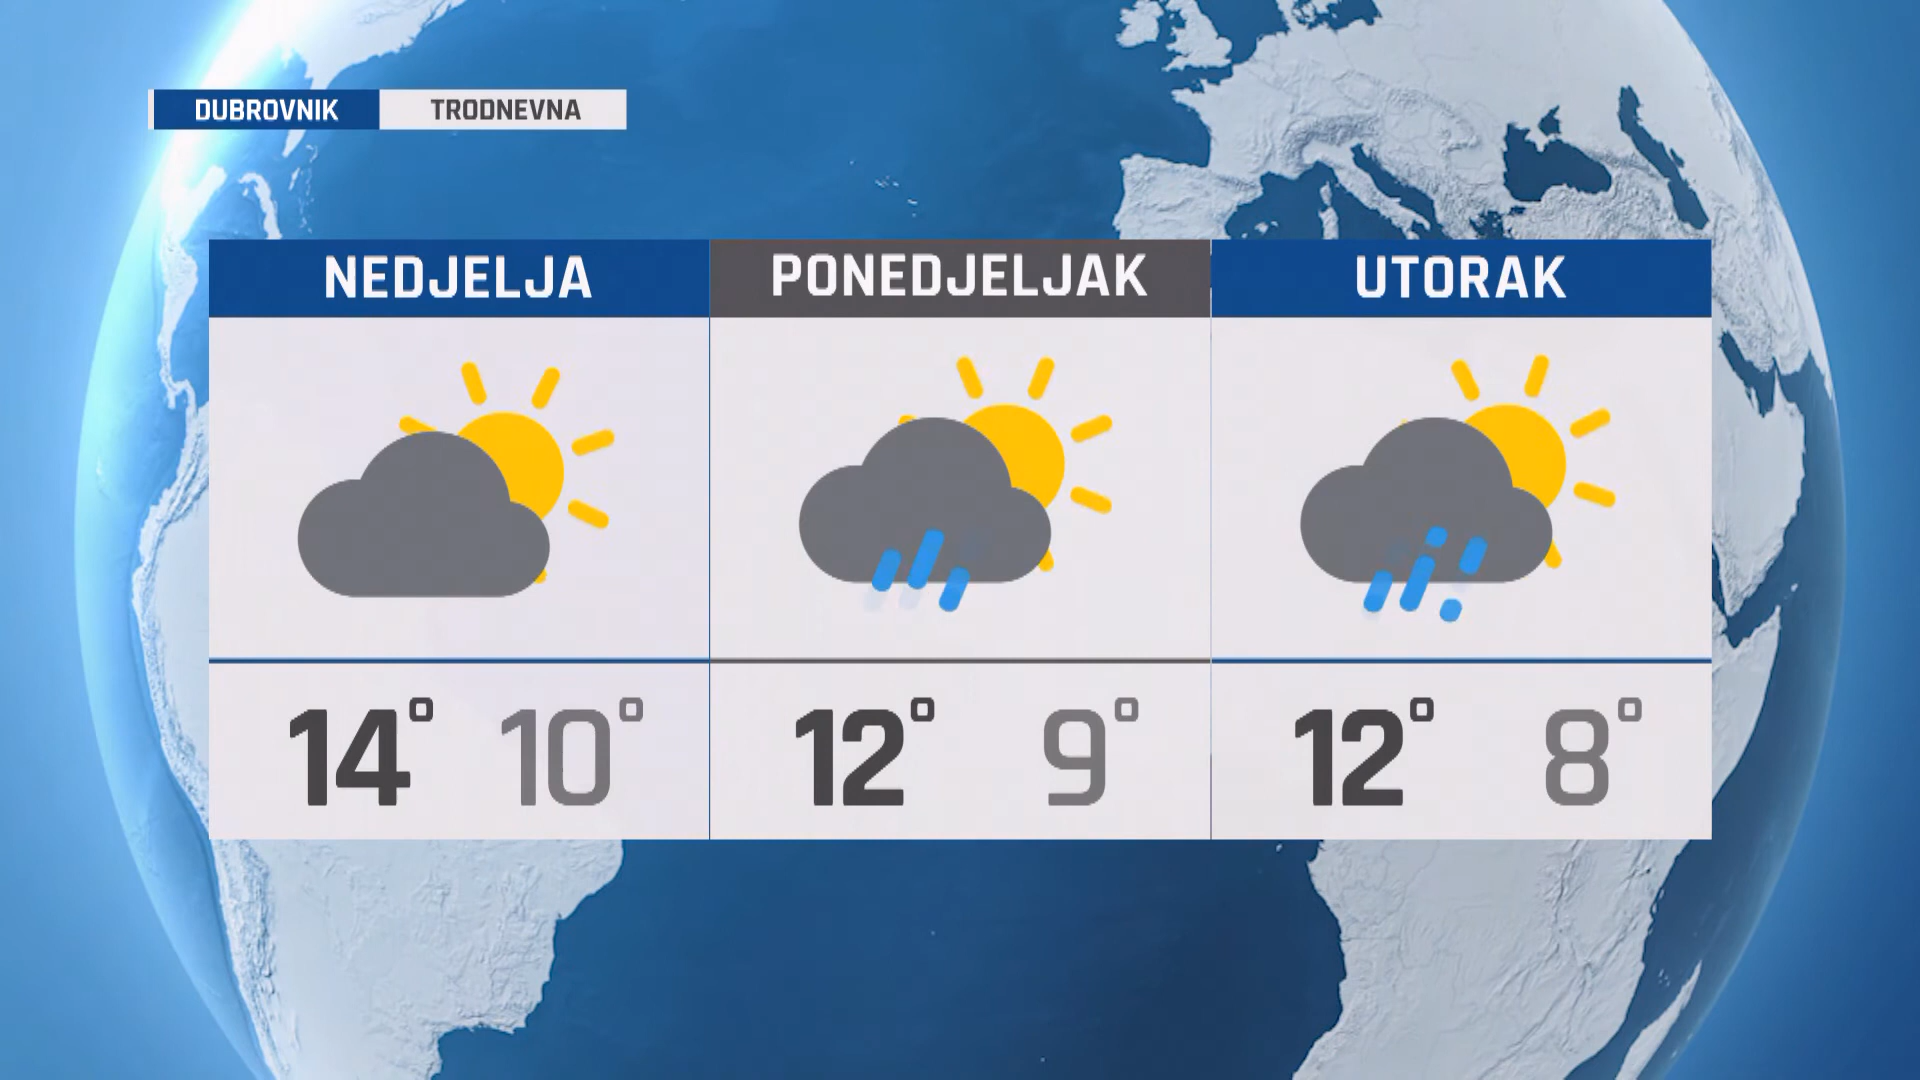 DUBROVNIK TRODNEVNA
NEDJELJA PONEDJELJAK UTORAK
14° 10° 12° 9° 12° 8°